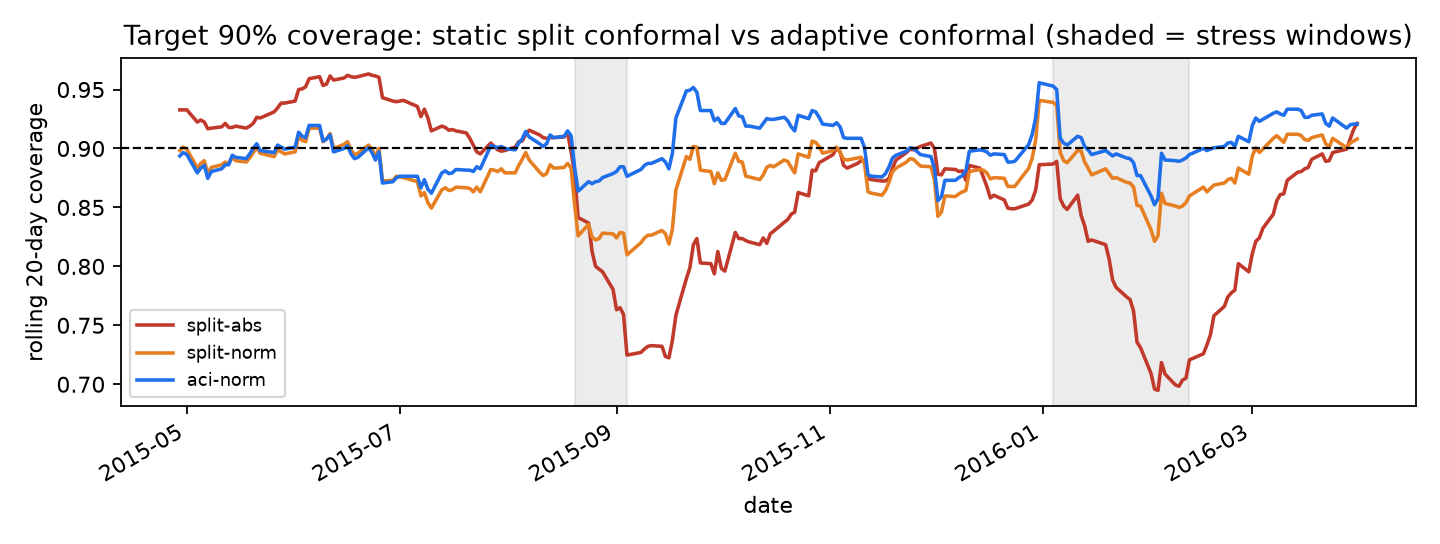 Target 90% coverage: static split conformal vs adaptive conformal (shaded = stress windows)
rolling 20-day coverage
0.95
0.90
0.85
0.80
0.75
0.70
split-abs
split-norm
aci-norm
2015-05
2015-07
2015-09
2015-11
2016-01
2016-03
date